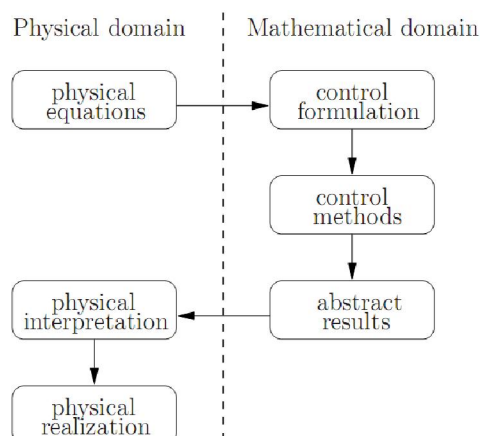 Physical domain
Mathematical domain
physical
equations
control
formulation
control
methods
physical
interpretation
abstract
results
physical
realization